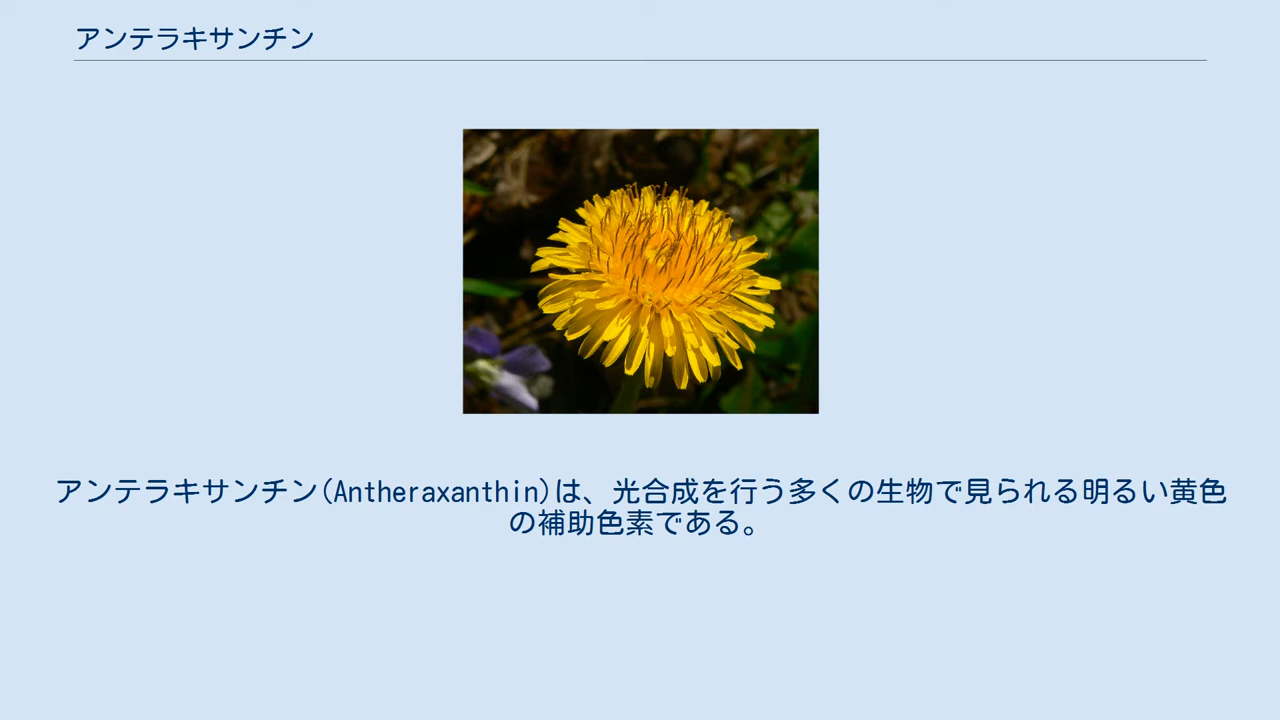 アンテラキサンチン
アンテラキサンチン(Antheraxanthin)は、光合成を行う多くの生物で見られる明るい黄色
の補助色素である。